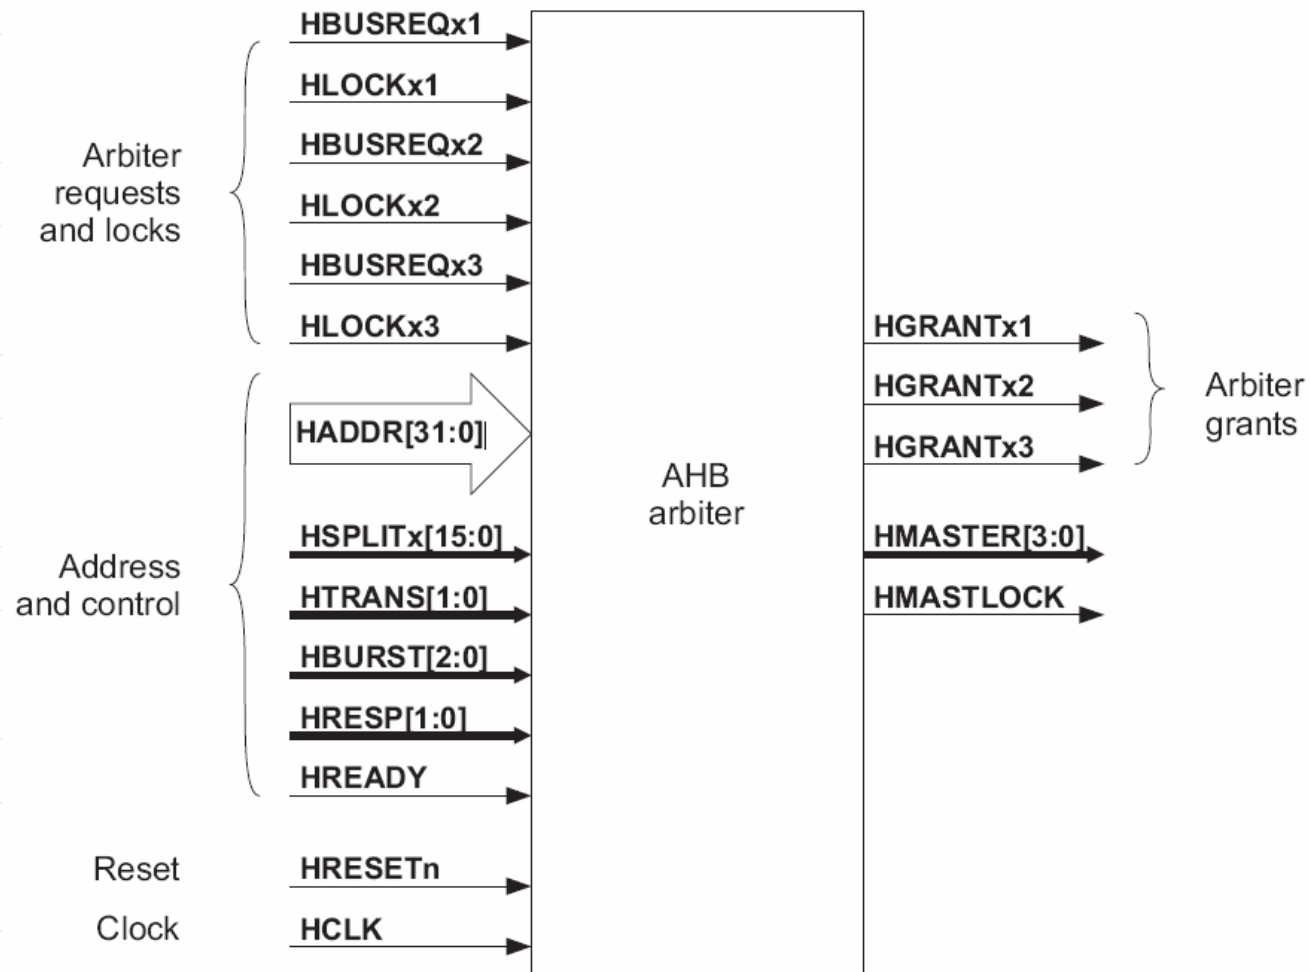 HBUSREQx1
HLOCKx1
HBUSREQx2
HLOCKx2
HBUSREQx3
HLOCKx3
Arbiter
requests
and locks
HADDR[31:0]
HSPLITx[15:0]
HTRANS[1:0]
HBURST[2:0]
HRESP[1:0]
HREADY
Address
and control
Reset
HRESETn
Clock
HCLK
AHB
arbiter
HGRANTx1
HGRANTx2
HGRANTx3
Arbiter
grants
HMASTER[3:0]
HMASTLOCK